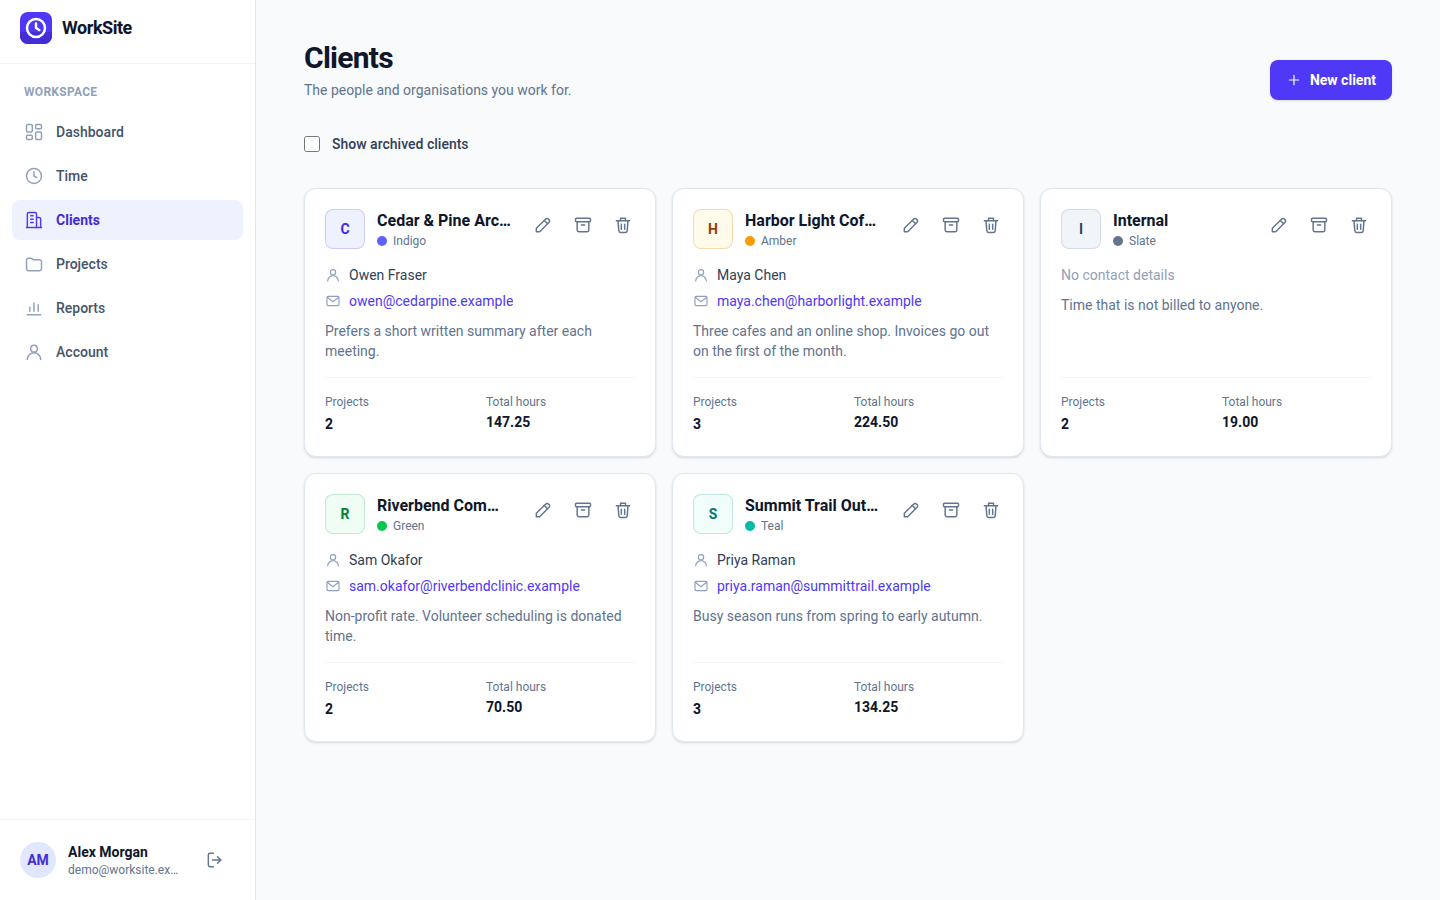 WorkSite
WORKSPACE
Dashboard
Time
Clients
Projects
Reports
Account
AM
Alex Morgan
demo@worksite.ex...
Clients
The people and organisations you work for.
New client
Show archived clients
C
Cedar & Pine Arc...
Indigo
Owen Fraser
owen@cedarpine.example
Prefers a short written summary after each
meeting.
Projects
2
Total hours
147.25
H
Harbor Light Cof...
Amber
Maya Chen
maya.chen@harborlight.example
Three cafes and an online shop. Invoices go out
on the first of the month.
Projects
3
Total hours
224.50
I
Internal
Slate
No contact details
Time that is not billed to anyone.
Projects
2
Total hours
19.00
R
Riverbend Com...
Green
Sam Okafor
sam.okafor@riverbendclinic.example
Non-profit rate. Volunteer scheduling is donated
time.
Projects
2
Total hours
70.50
S
Summit Trail Out...
Teal
Priya Raman
priya.raman@summittrail.example
Busy season runs from spring to early autumn.
Projects
3
Total hours
134.25